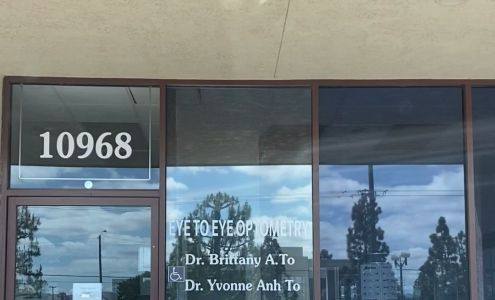 10968
EYE TO EYE OPTOMETRY
Dr. Brittany A.To
Dr. Yvonne Anh To